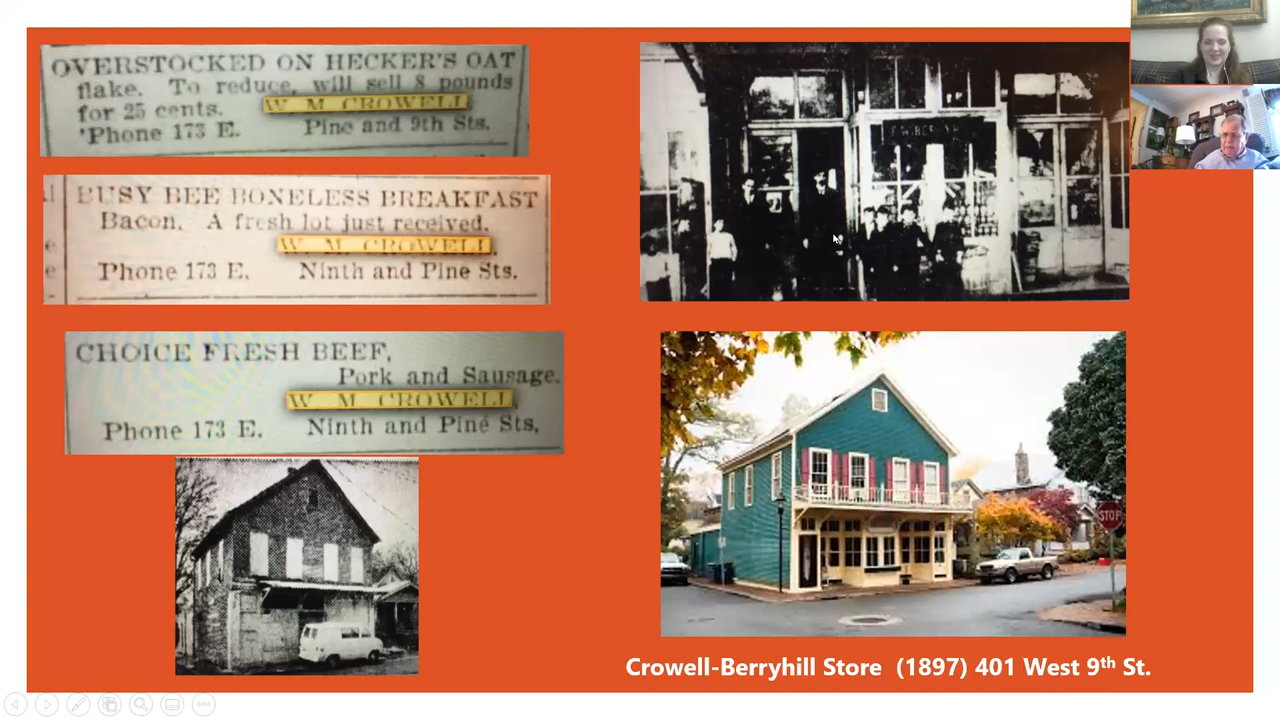 OVERSTOCKED ON HECKER'S OAT
flake. To reduce, will sell 8 pounds
for 25 cents.
W M CROWELL
'Phone 173 E. Pine and 9th Sts.
BUSY BEE BONELESS BREAKFAST
Bacon. A fresh lot just received.
W M CROWELL.
Phone 173 E. Ninth and Pine Sts.
CHOICE FRESH BEEF,
Pork and Sausage.
W M CROWELL
Phone 173 E. Ninth and Pine Sts.
STOP
Crowell-Berryhill Store (1897) 401 West 9th St.